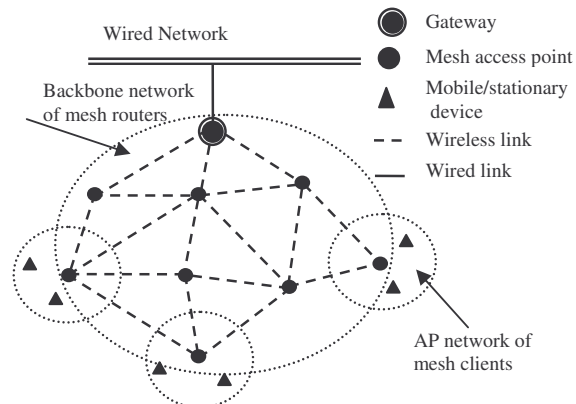 Wired Network
Gateway
Mesh access point
Mobile/stationary
device
Wireless link
Wired link
Backbone network
of mesh routers
AP network of
mesh clients